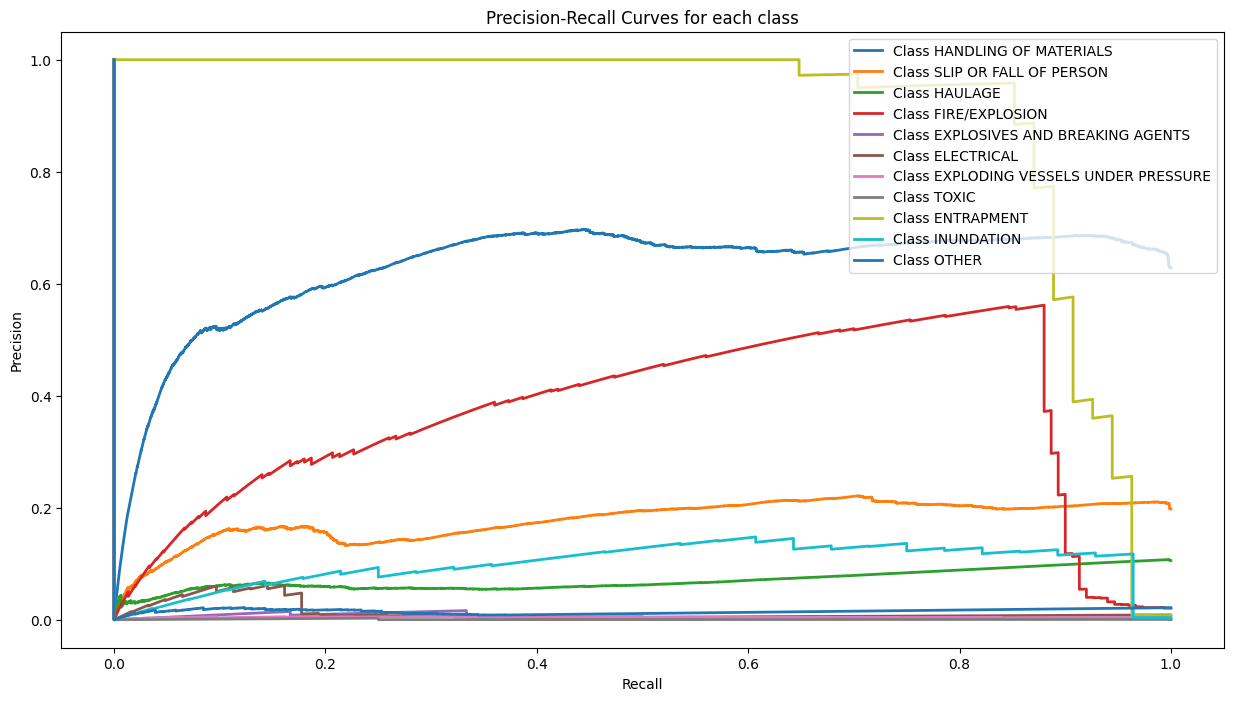 Precision-Recall Curves for each class
Class HANDLING OF MATERIALS
Class SLIP OR FALL OF PERSON
Class HAULAGE
Class FIRE/EXPLOSION
Class EXPLOSIVES AND BREAKING AGENTS
Class ELECTRICAL
Class EXPLODING VESSELS UNDER PRESSURE
Class TOXIC
Class ENTRAPMENT
Class INUNDATION
Class OTHER
Precision
1.0
0.8
0.6
0.4
0.2
0.0
0.0 0.2 0.4 0.6 0.8 1.0
Recall